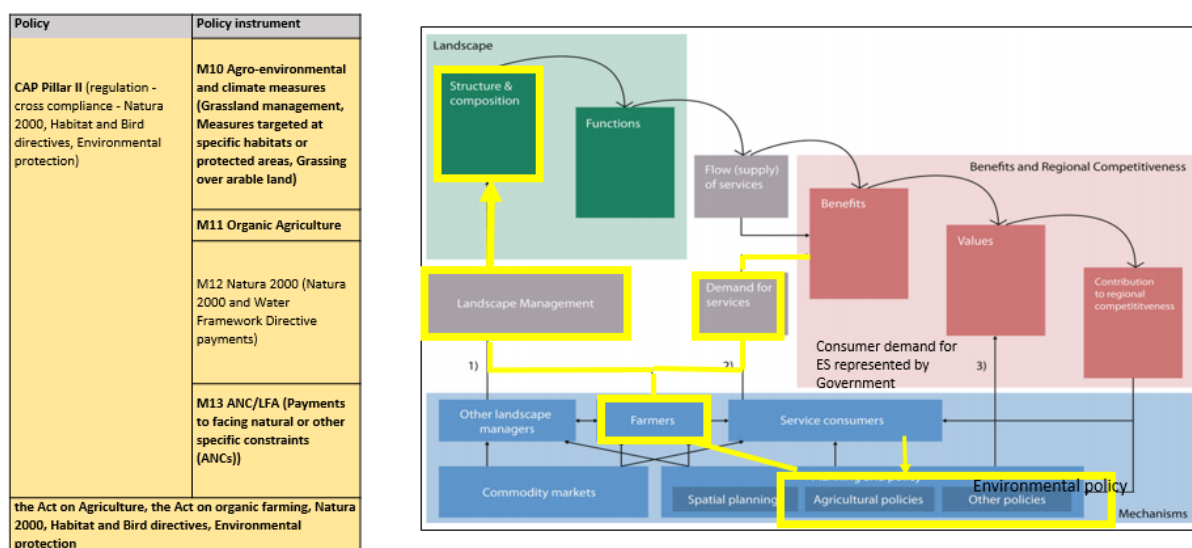 Policy
Policy instrument
CAP Pillar II (regulation -
cross compliance - Natura
2000, Habitat and Bird
directives, Environmental
protection)
M10 Agro-environmental
and climate measures
(Grassland management,
Measures targeted at
specific habitats or
protected areas, Grassing
over arable land)
M11 Organic Agriculture
M12 Natura 2000 (Natura
2000 and Water
Framework Directive
payments)
M13 ANC/LFA (Payments
to facing natural or other
specific constraints
(ANCs))
the Act on Agriculture, the Act on organic farming, Natura
2000, Habitat and Bird directives, Environmental
protection
Landscape
Structure &
composition
Functions
Flow (supply)
of services
Benefits and Regional Competitiveness
Benefits
Values
Contribution
to regional
competititveness
Landscape Management
Demand for
services
Consumer demand for
ES represented by
Government
1)
2)
3)
Other landscape
managers
Farmers
Service consumers
Commodity markets
Environmental policy
Spatial planning
Agricultural policies
Other policies
Mechanisms